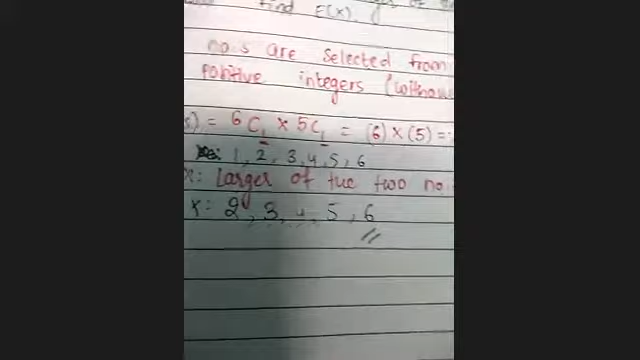 find E(X).
no.s are selected from
positive integers (withou
s) = 6C1 × 5C1 = (6) × (5) =
1, 2, 3, 4, 5, 6
x: Larger of the two no.
X: 2, 3, 4, 5, 6